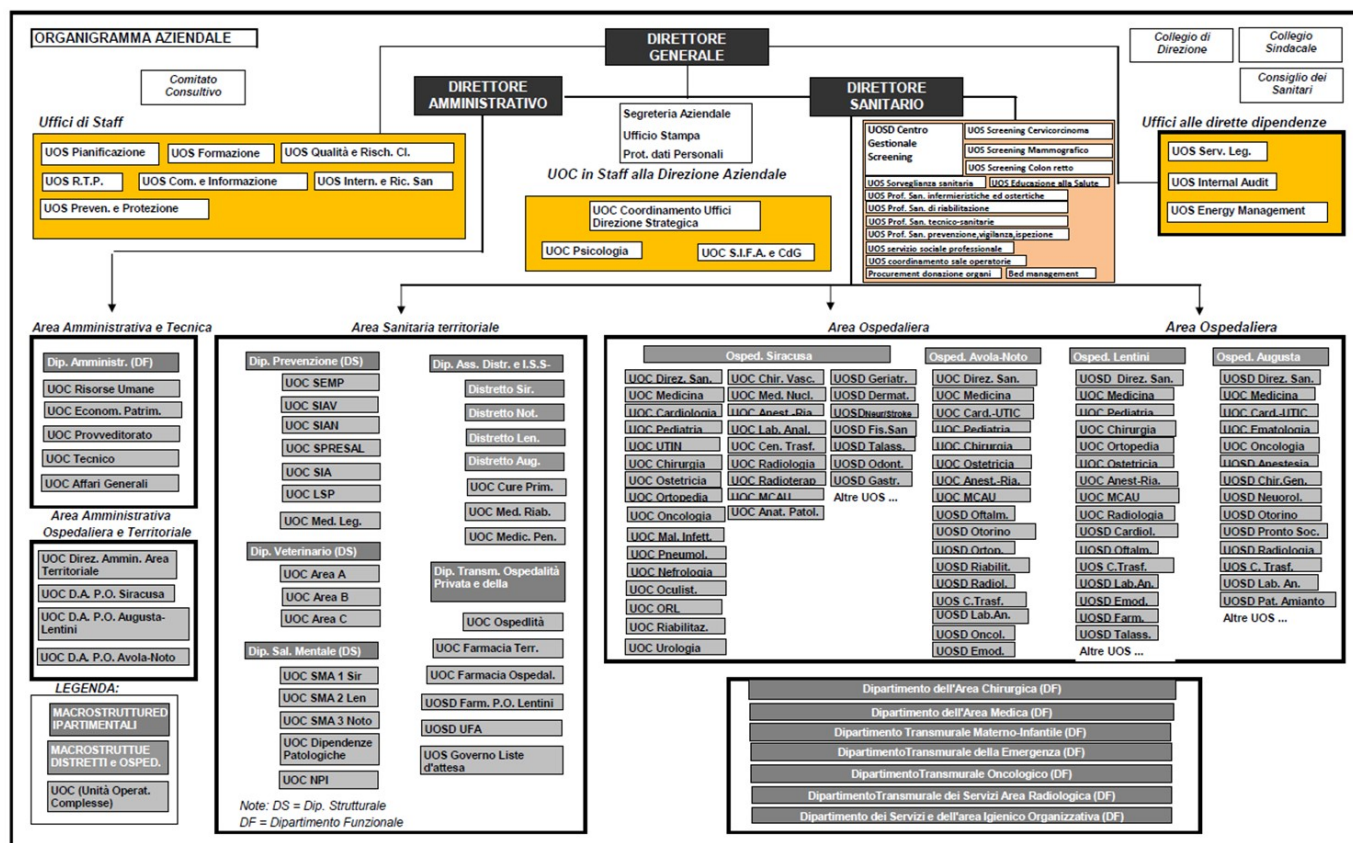 ORGANIGRAMMA AZIENDALE
DIRETTORE
GENERALE
Collegio di
Direzione
Collegio
Sindacale
Consiglio dei
Sanitari
Comitato
Consultivo
DIRETTORE
AMMINISTRATIVO
DIRETTORE
SANITARIO
Segreteria Aziendale
Ufficio Stampa
Prot. dati Personali
Uffici di Staff
UOS Pianificazione
UOS Formazione
UOS Qualità e Risch. Cl.
UOS R.T.P.
UOS Com. e Informazione
UOS Intern. e Ric. San
UOS Preven. e Protezione
UOC in Staff alla Direzione Aziendale
UOC Coordinamento Uffici
Direzione Strategica
UOC Psicologia
UOC S.I.F.A. e CdG
UOSD Centro
Gestionale
Screening
UOS Screening Cervicorcinoma
UOS Screening Mammografico
UOS Screening Colon retto
UOS Sorveglianza sanitaria
UOS Educazione alla Salute
UOS Prof. San. infermieristiche ed ostertiche
UOS Prof. San. di riabilitazione
UOS Prof. San. tecnico-sanitarie
UOS Prof. San. prevenzione,vigilanza,ispezione
UOS servizio sociale professionale
UOS coordinamento sale operatorie
Procurement donazione organi
Bed management
Uffici alle dirette dipendenze
UOS Serv. Leg.
UOS Internal Audit
UOS Energy Management
Area Amministrativa e Tecnica
Dip. Amministr. (DF)
UOC Risorse Umane
UOC Econom. Patrim.
UOC Provveditorato
UOC Tecnico
UOC Affari Generali
Area Amministrativa
Ospedaliera e Territoriale
UOC Direz. Ammin. Area
Territoriale
UOC D.A. P.O. Siracusa
UOC D.A. P.O. Augusta-
Lentini
UOC D.A. P.O. Avola-Noto
LEGENDA:
MACROSTRUTTURED
IPARTIMENTALI
MACROSTRUTTUE
DISTRETTI e OSPED.
UOC (Unità Operat.
Complesse)
Area Sanitaria territoriale
Dip. Prevenzione (DS)
UOC SEMP
UOC SIAV
UOC SIAN
UOC SPRESAL
UOC SIA
UOC LSP
UOC Med. Leg.
Dip. Veterinario (DS)
UOC Area A
UOC Area B
UOC Area C
Dip. Sal. Mentale (DS)
UOC SMA 1 Sir
UOC SMA 2 Len
UOC SMA 3 Noto
UOC Dipendenze
Patologiche
UOC NPI
Note: DS = Dip. Strutturale
DF = Dipartimento Funzionale
Dip. Ass. Distr. e I.S.S-
Distretto Sir.
Distretto Not.
Distretto Len.
Distretto Aug.
UOC Cure Prim.
UOC Med. Riab.
UOC Medic. Pen.
Dip. Transm. Ospedalità
Privata e della
UOC Ospedlità
UOC Farmacia Terr.
UOC Farmacia Ospedal.
UOSD Farm. P.O. Lentini
UOSD UFA
UOS Governo Liste
d'attesa
Area Ospedaliera
Area Ospedaliera
Osped. Siracusa
UOC Direz. San.
UOC Medicina
UOC Cardiologia
UOC Pediatria
UOC UTIN
UOC Chirurgia
UOC Ostetricia
UOC Ortopedia
UOC Oncologia
UOC Mal. Infett.
UOC Pneumol.
UOC Nefrologia
UOC Oculist.
UOC ORL
UOC Riabilitaz.
UOC Urologia
UOC Chir. Vasc.
UOC Med. Nucl.
UOC Anest.-Ria.
UOC Lab. Anal.
UOC Cen. Trasf.
UOC Radiologia
UOC Radioterap
UOC MCAU
UOC Anat. Patol.
UOSD Geriatr.
UOSD Dermat.
UOSDNeur/Stroke
UOSD Fis.San
UOSD Talass.
UOSD Odont.
UOSD Gastr.
Altre UOS ...
Osped. Avola-Noto
UOC Direz. San.
UOC Medicina
UOC Card.-UTIC
UOC Pediatria
UOC Chirurgia
UOC Ostetricia
UOC Anest.-Ria.
UOC MCAU
UOSD Oftalm.
UOSD Otorino
UOSD Ortop.
UOSD Riabilit.
UOSD Radiol.
UOS C.Trasf.
UOSD Lab.An.
UOSD Oncol.
UOSD Emod.
Osped. Lentini
UOSD Direz. San.
UOC Medicina
UOC Pediatria
UOC Chirurgia
UOC Ortopedia
UOC Ostetricia
UOC Anest-Ria.
UOC MCAU
UOC Radiologia
UOSD Cardiol.
UOSD Oftalm.
UOS C.Trasf.
UOSD Lab.An.
UOSD Emod.
UOSD Farm.
UOSD Talass.
Altre UOS ...
Osped. Augusta
UOSD Direz. San.
UOC Medicina
UOC Card.-UTIC
UOC Ematologia
UOC Oncologia
UOSD Anestesia
UOSD Chir.Gen.
UOSD Neuorol.
UOSD Otorino
UOSD Pronto Soc.
UOSD Radiologia
UOS C. Trasf.
UOSD Lab. An.
UOSD Pat. Amianto
Altre UOS ...
Dipartimento dell'Area Chirurgica (DF)
Dipartimento dell'Area Medica (DF)
Dipartimento Transmurale Materno-Infantile (DF)
DipartimentoTransmurale della Emergenza (DF)
DipartimentoTransmurale Oncologico (DF)
DipartimentoTransmurale dei Servizi Area Radiologica (DF)
Dipartimento dei Servizi e dell'area Igienico Organizzativa (DF)